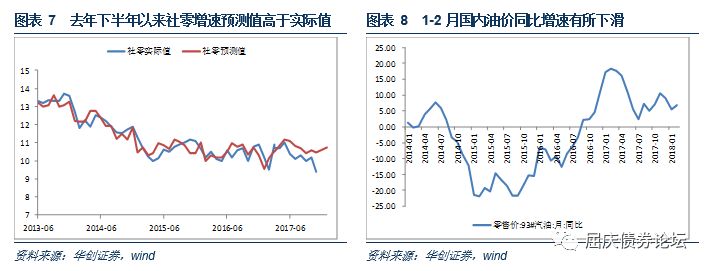 图表 7 去年下半年以来社零增速预测值高于实际值
社零实际值 社零预测值
15
14
13
12
11
10
9
8
7
2013-06 2014-06 2015-06 2016-06 2017-06
资料来源：华创证券，wind
图表 8 1-2 月国内油价同比增速有所下滑
25.00
20.00
15.00
10.00
5.00
0.00
-5.00
-10.00
-15.00
-20.00
-25.00
2014-01 2014-04 2014-07 2014-10 2015-01 2015-04 2015-07 2015-10 2016-01 2016-04 2016-07 2016-10 2017-01 2017-04 2017-07 2017-10 2018-01
零售价:93#汽油:月:同比
资料来源：华创证券，wind
屈庆债券论坛